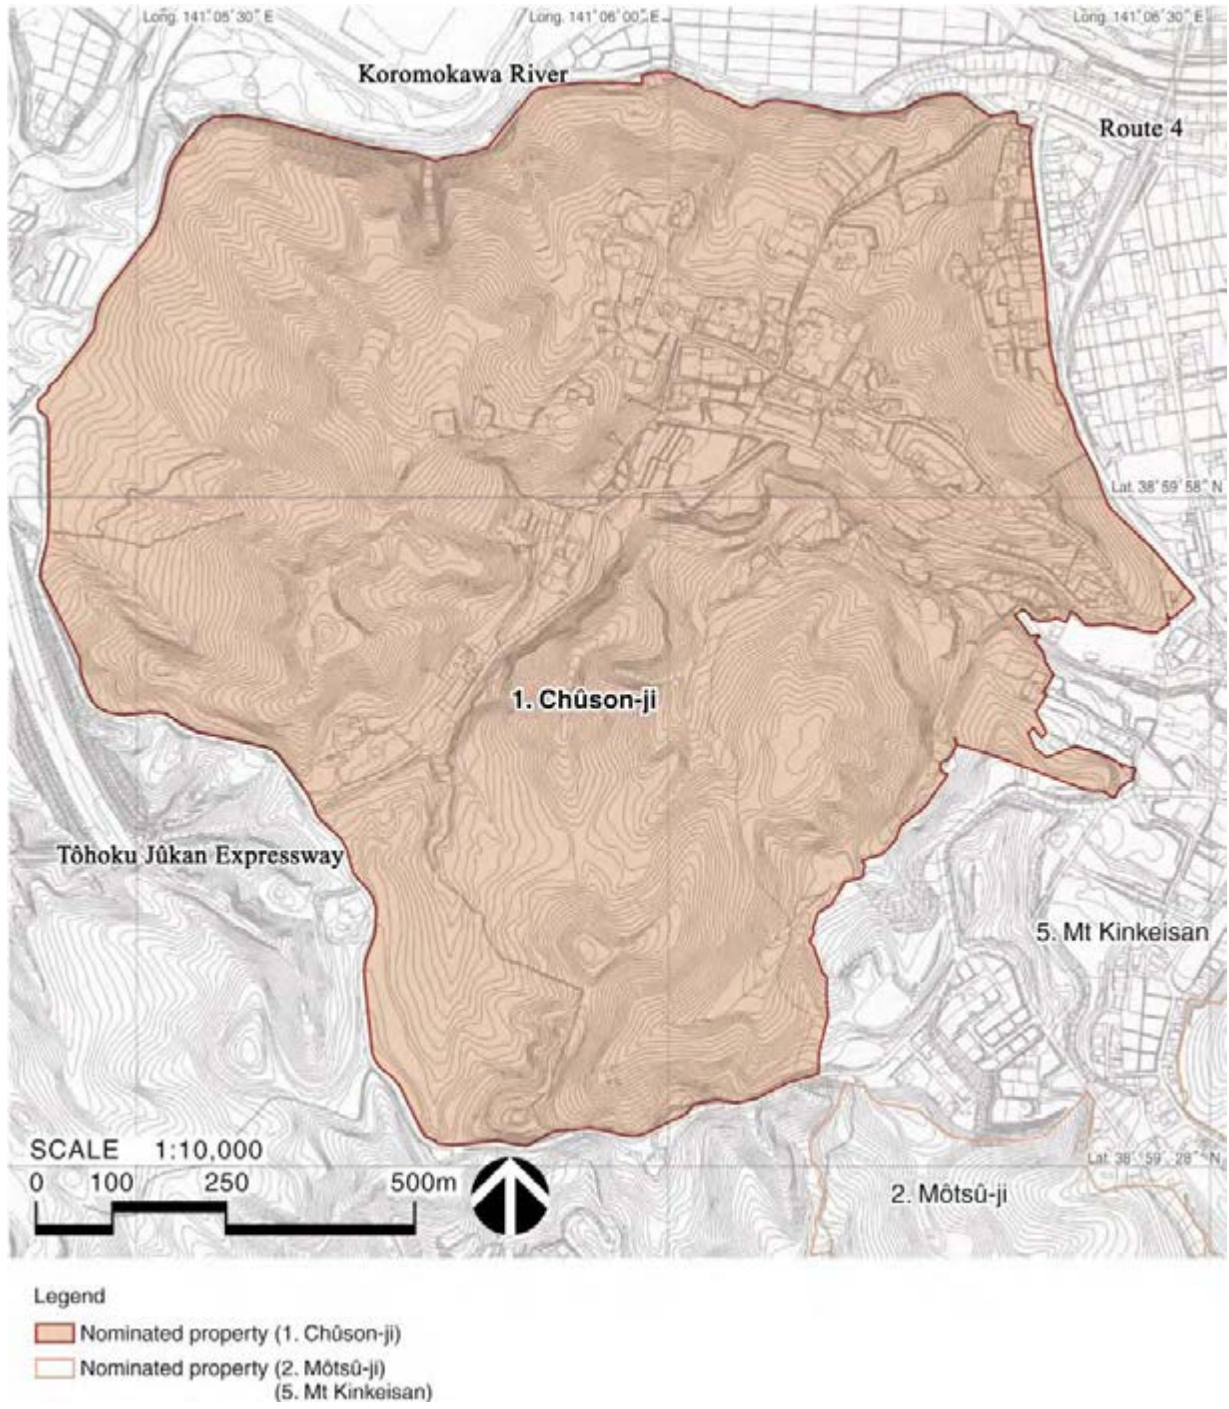 Long. 141° 05′ 30″ E
Long. 141° 06′ 00″ E
Long. 141° 06′ 30″ E
Koromokawa River
Route 4
Lat. 38° 59′ 58″ N
1. Chûson-ji
Tôhoku Jûkan Expressway
5. Mt Kinkeisan
SCALE 1:10,000
0 100 250 500m
Lat. 38° 59′ 28″ N
2. Môtsû-ji
Legend
Nominated property (1. Chûson-ji)
Nominated property (2. Môtsû-ji)
(5. Mt Kinkeisan)